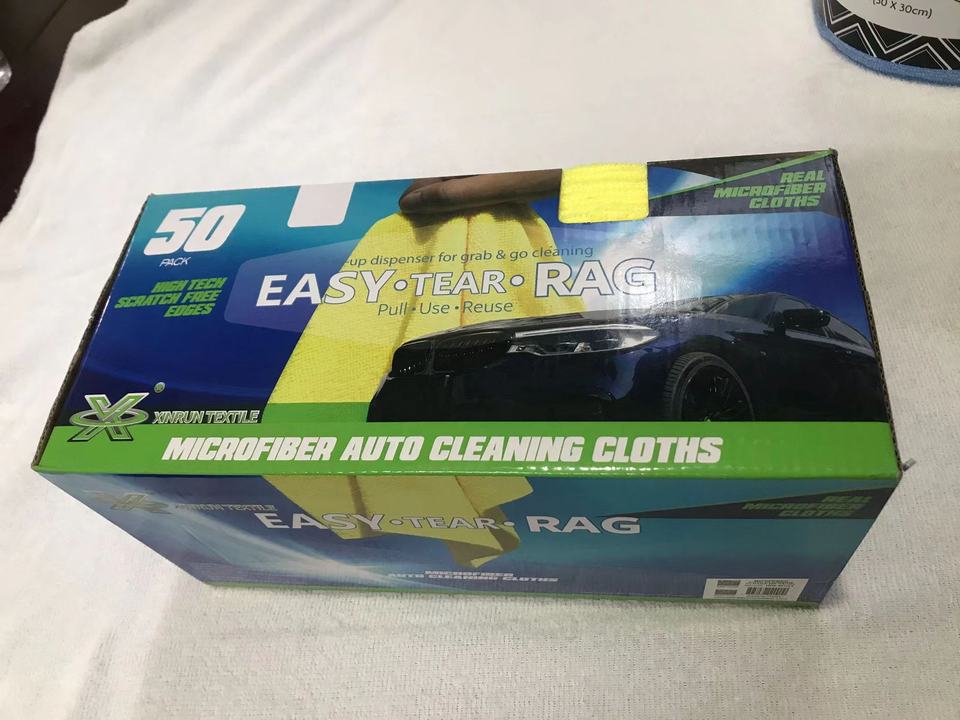 (30 X 30cm)
REAL
MICROFIBER
CLOTHS
50
PACK
HIGH TECH
SCRATCH FREE
EDGES
-up dispenser for grab & go cleaning
EASY•TEAR•RAG
Pull•Use•Reuse
®
XINRUN TEXTILE
MICROFIBER AUTO CLEANING CLOTHS
XINRUN TEXTILE
EASY•TEAR•RAG
REAL
MICROFIBER
CLOTHS
MICROFIBER
AUTO CLEANING CLOTHS